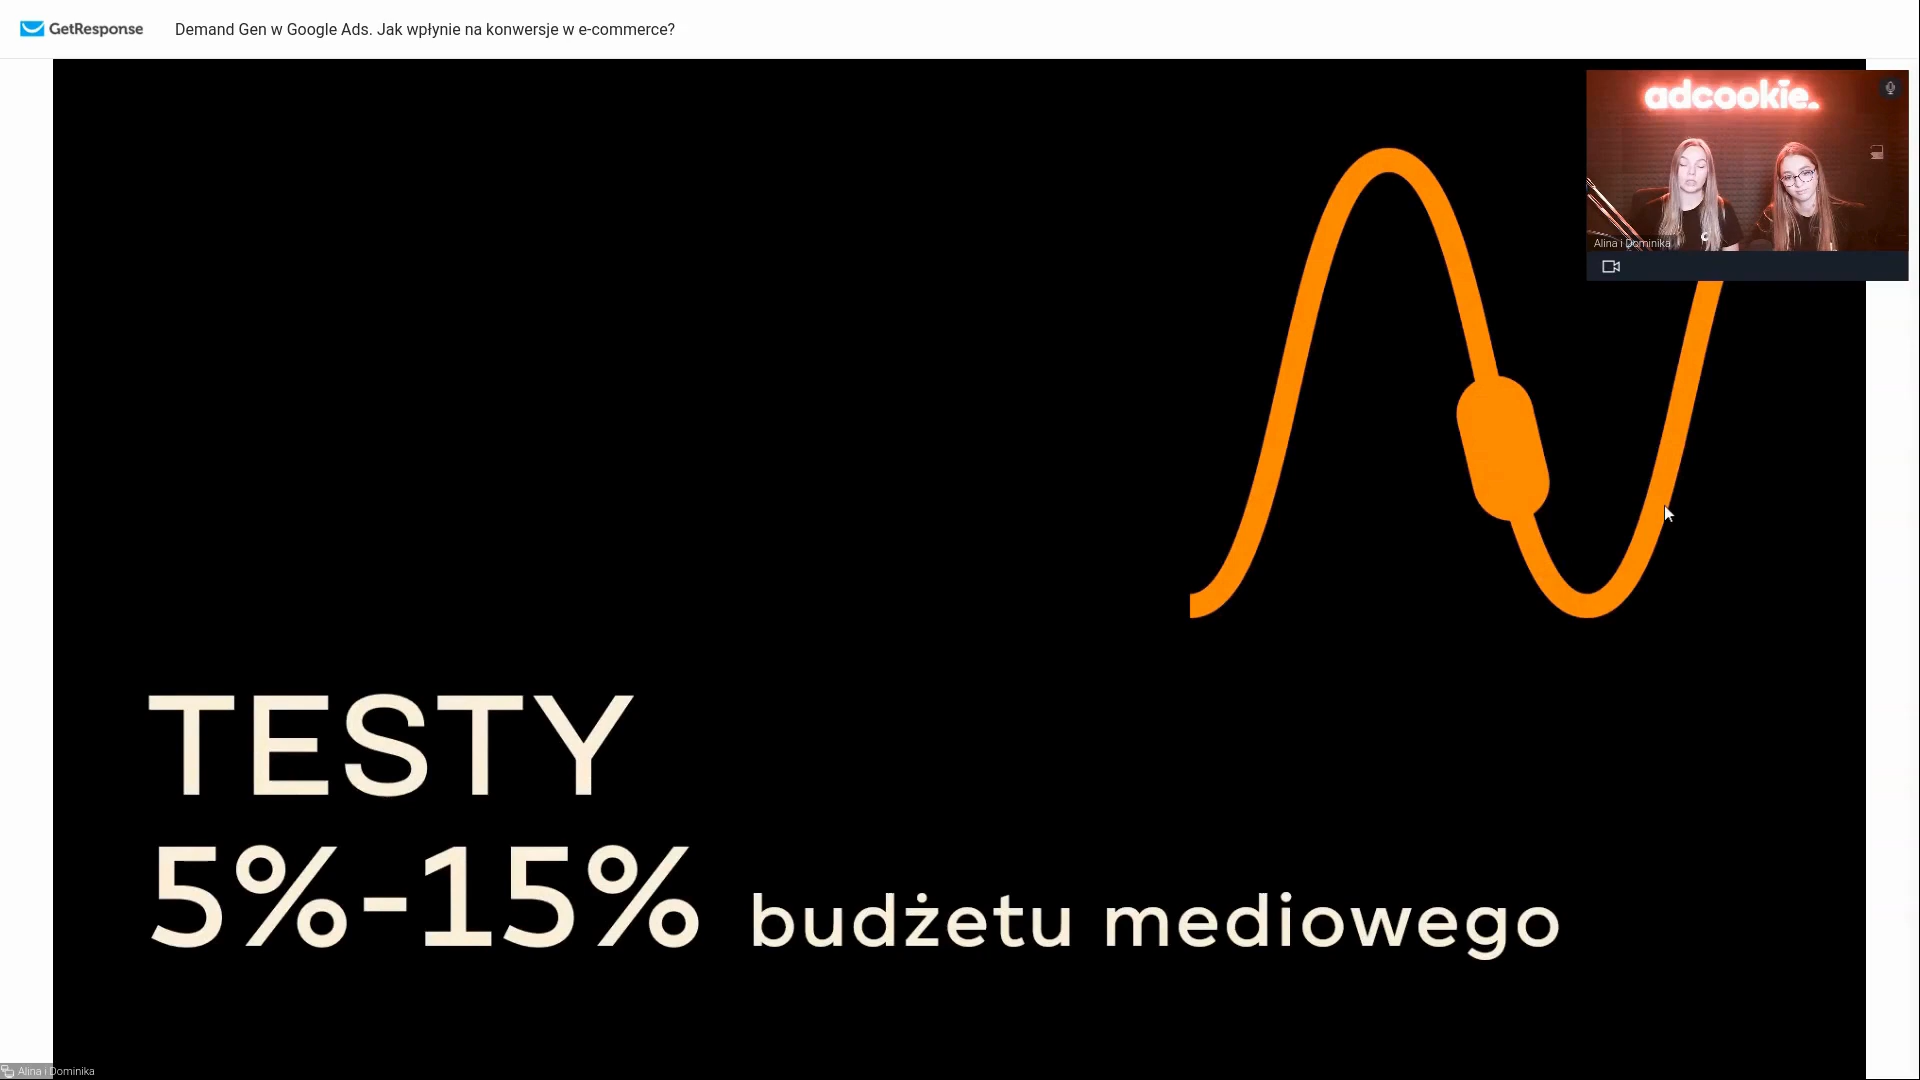 GetResponse
Demand Gen w Google Ads. Jak wpłynie na konwersje w e-commerce?
adcookie.
Alina i Dominika
TESTY
5%-15% budżetu mediowego
Alina i Dominika